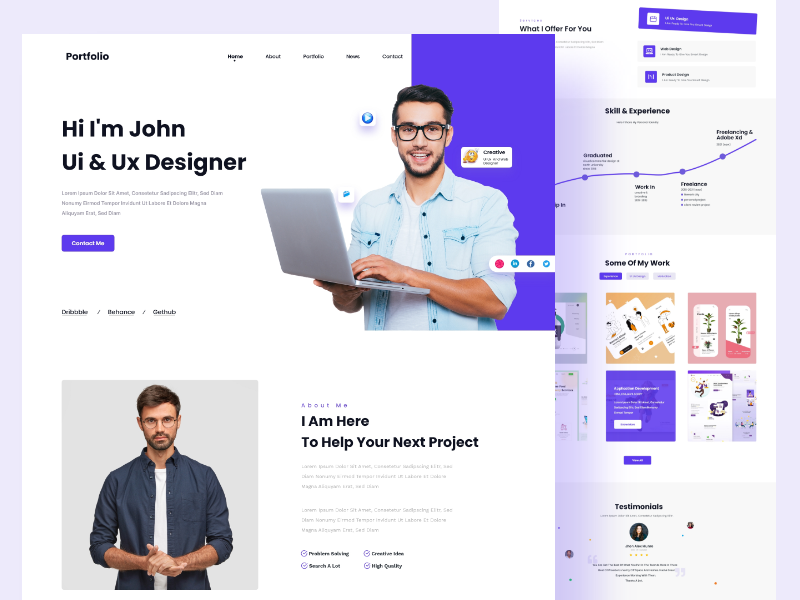 Portfolio
Home
About
Portfolio
News
Contact
Hi I'm John
Ui & Ux Designer
Lorem Ipsum Dolor Sit Amet, Consetetur Sadipscing Elitr, Sed Diam
Nonumy Eirmod Tempor Invidunt Ut Labore Et Dolore Magna
Aliquyam Erat, Sed Diam
Contact Me
Creative
Ui Ux And Web
Designer
Dribbble / Behance / Gethub
About Me
I Am Here
To Help Your Next Project
Lorem Ipsum Dolor Sit Amet, Consetetur Sadipscing Elitr, Sed Diam
Nonumy Eirmod Tempor Invidunt Ut Labore Et Dolore Magna Aliquyam Erat, Sed Diam
Lorem Ipsum Dolor Sit Amet, Consetetur Sadipscing Elitr, Sed
Diam Nonumy Eirmod Tempor Invidunt Ut Labore Et Dolore
Magna Aliquyam Erat, Sed Diam
Problem Solving
Creative Idea
Search A Lot
High Quality
What I Offer For You
Ui Ux Design
Web Design
Product Design
Skill & Experience
Graduated
Work In
Freelance
Freelancing &
Adobe Xd
Some Of My Work
Application Development
View All
Testimonials